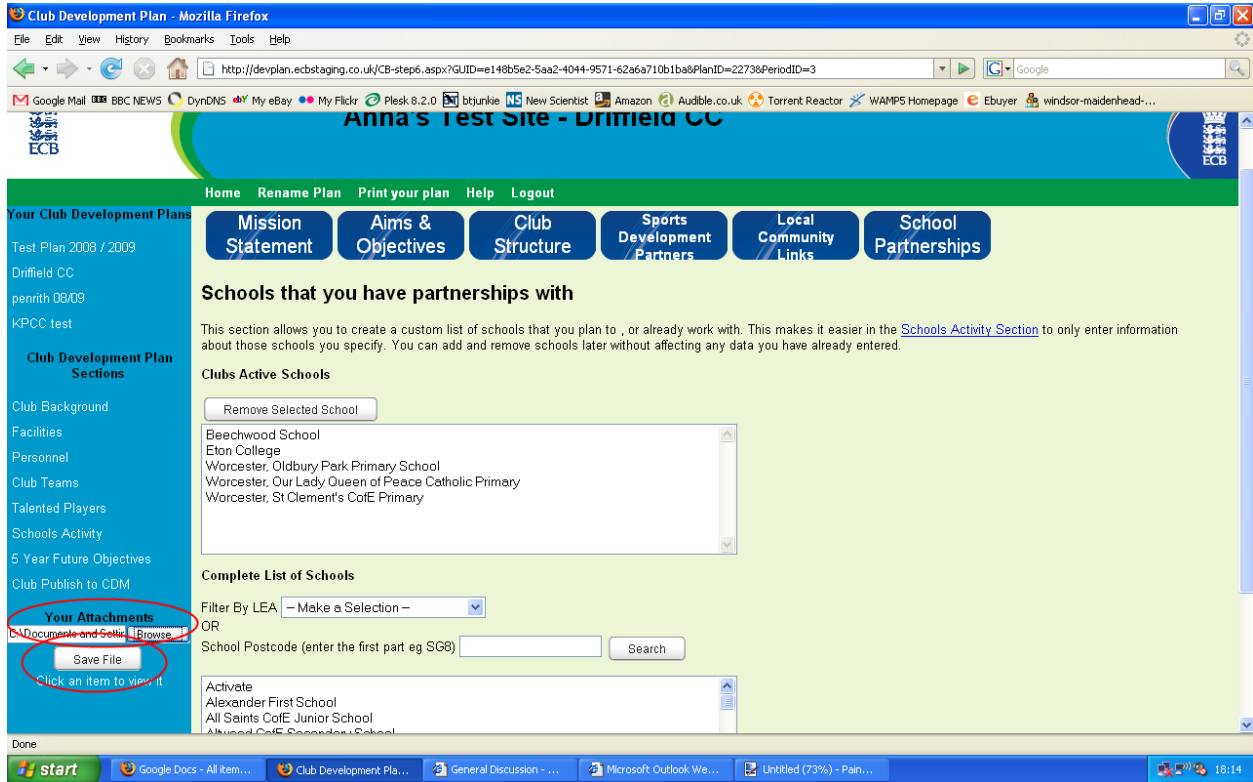 Club Development Plan - Mozilla Firefox
File Edit View History Bookmarks Tools Help
http://devplan.ecbstaging.co.uk/CB-step6.aspx?GUID=e148b5e2-5aa2-4044-9571-62a6a710b1ba&PlanID=2273&PeriodID=3
G Google
Google Mail BBC NEWS DynDNS My eBay My Flickr Plesk 8.2.0 btjunkie New Scientist Amazon Audible.co.uk Torrent Reactor WAMP5 Homepage Ebuyer windsor-maidenhead-...
Anna's Test Site - Driffield CC
ECB
ECB
Home Rename Plan Print your plan Help Logout
Your Club Development Plans
Test Plan 2008 / 2009
Driffield CC
penrith 08/09
KPCC test
Club Development Plan
Sections
Club Background
Facilities
Personnel
Club Teams
Talented Players
Schools Activity
5 Year Future Objectives
Club Publish to CDM
Your Attachments
C:\Documents and Settin Browse...
Save File
Click an item to view it
Mission
Statement
Aims &
Objectives
Club
Structure
Sports
Development
Partners
Local
Community
Links
School
Partnerships
Schools that you have partnerships with
This section allows you to create a custom list of schools that you plan to , or already work with. This makes it easier in the Schools Activity Section to only enter information
about those schools you specify. You can add and remove schools later without affecting any data you have already entered.
Clubs Active Schools
Remove Selected School
Beechwood School
Eton College
Worcester, Oldbury Park Primary School
Worcester, Our Lady Queen of Peace Catholic Primary
Worcester, St Clement's CofE Primary
Complete List of Schools
Filter By LEA -- Make a Selection --
OR
School Postcode (enter the first part eg SG8) Search
Activate
Alexander First School
All Saints CofE Junior School
Altwood CofE Secondary School
Done
start Google Docs - All item... Club Development Pla... General Discussion - ... Microsoft Outlook We... Untitled (73%) - Pain... 18:14